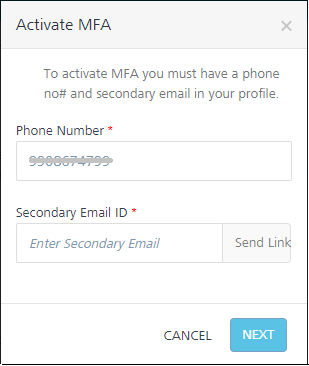 Activate MFA ×
To activate MFA you must have a phone
no# and secondary email in your profile.
Phone Number *
9908674799
Secondary Email ID *
Enter Secondary Email Send Link
CANCEL NEXT